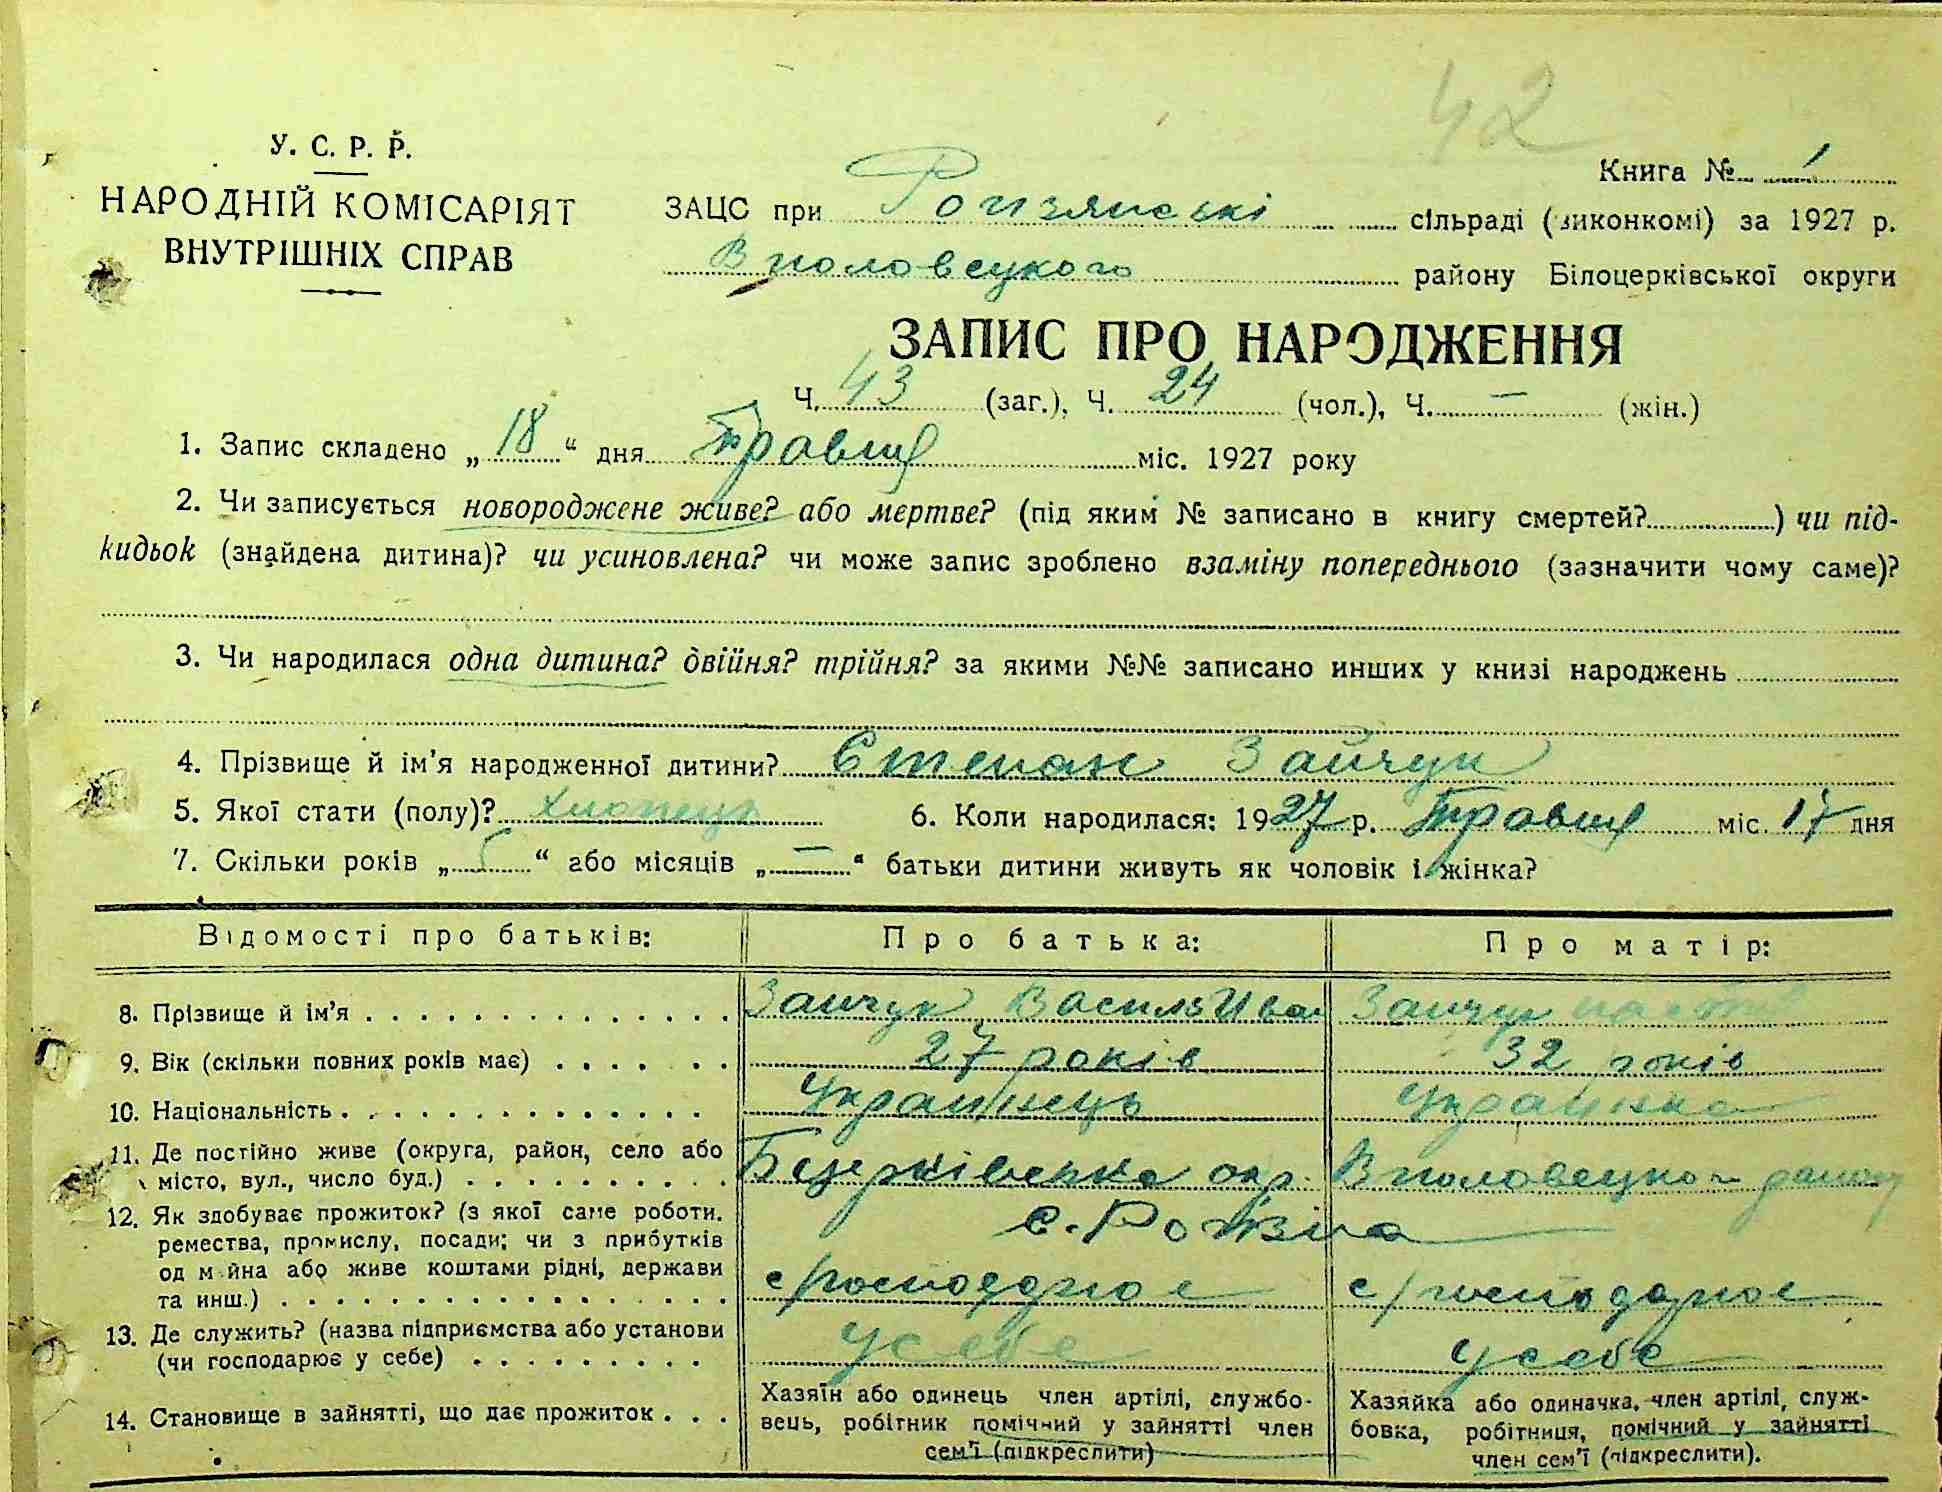 42
У. С. Р. Р.
НАРОДНІЙ КОМІСАРІЯТ
ВНУТРІШНІХ СПРАВ
Книга № 1
ЗАЦС при сільраді (виконкомі) за 1927 р.
Вполовецкого району Білоцерківської округи
ЗАПИС ПРО НАРОДЖЕННЯ
Ч. 43 (заг.), Ч. 24 (чол.), Ч. — (жін.)
1. Запис складено „18“ дня Травня міс. 1927 року
2. Чи записується новороджене живе? або мертве? (під яким № записано в книгу смертей? ) чи під-
кидьок (знайдена дитина)? чи усиновлена? чи може запис зроблено взаміну попереднього (зазначити чому саме)?
3. Чи народилася одна дитина? двійня? трійня? за якими №№ записано инших у книзі народжень
4. Прізвище й ім’я народженної дитини? Степан Зайчук
5. Якої стати (полу)? хлопець 6. Коли народилася: 1927 р. Травня міс. 17 дня
7. Скільки років „ “ або місяців „—“ батьки дитини живуть як чоловік і жінка?
Відомості про батьків: Про батька: Про матір:
8. Прізвище й ім’я Зайчук Василь Иван Зайчук
9. Вік (скільки повних років має) 27 років 32 років
10. Національність Українець Українка
11. Де постійно живе (округа, район, село або
місто, вул., число буд.) Бцерківська окр. Вполовецкого району
с. Рожвна
12. Як здобуває прожиток? (з якої саме роботи,
ремества, промислу, посади; чи з прибутків
од майна або живе коштами рідні, держави
та инш.) с/господарює с/господарює
13. Де служить? (назва підприємства або установи
(чи господарює у себе) у себе у себе
14. Становище в зайнятті, що дає прожиток
Хазяїн або одинець член артілі, службо-
вець, робітник помічний у зайнятті член
сем’ї (підкреслити)
Хазяйка або одиначка, член артілі, служ-
бовка, робітниця, помічний у зайнятті
член сем’ї (підкреслити).